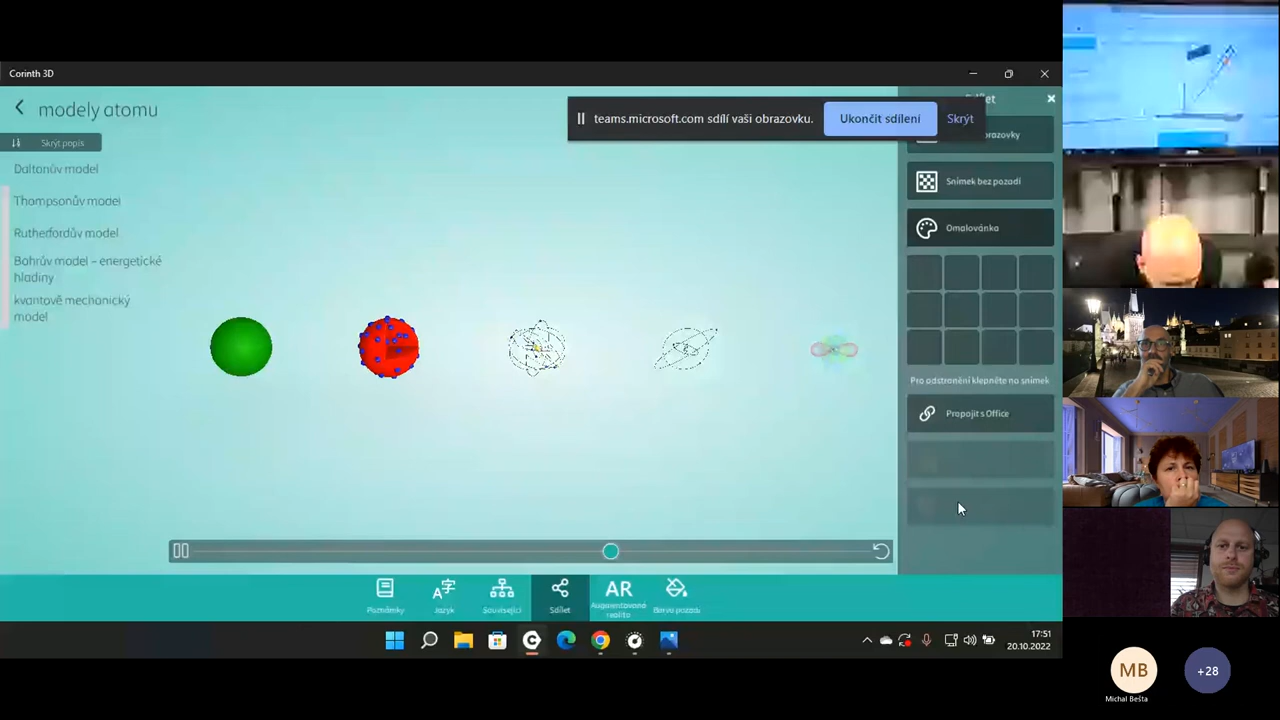 Corinth 3D
modely atomu
Skrýt popis
Daltonův model
Thompsonův model
Rutherfordův model
Bohrův model – energetické
hladiny
kvantově mechanický
model
teams.microsoft.com sdílí vaši obrazovku.
Ukončit sdílení
Skrýt
Snímek bez pozadí
Omalovánka
Pro odstranění klepněte na snímek
Propojit s Office
Poznámky
Jazyk
Související
Sdílet
AR
Augmentovaná
realita
Barva pozadí
17:51
20.10.2022
MB
+28
Michal Bešta